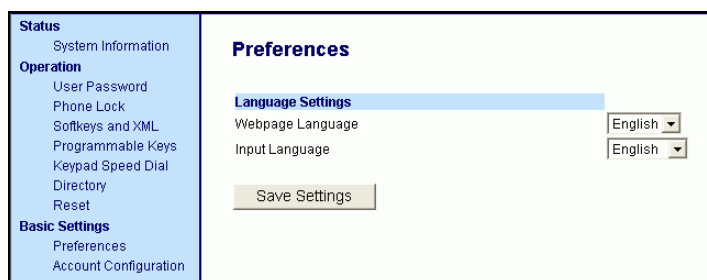 Status
System Information
Operation
User Password
Phone Lock
Softkeys and XML
Programmable Keys
Keypad Speed Dial
Directory
Reset
Basic Settings
Preferences
Account Configuration
Preferences
Language Settings
Webpage Language English
Input Language English
Save Settings